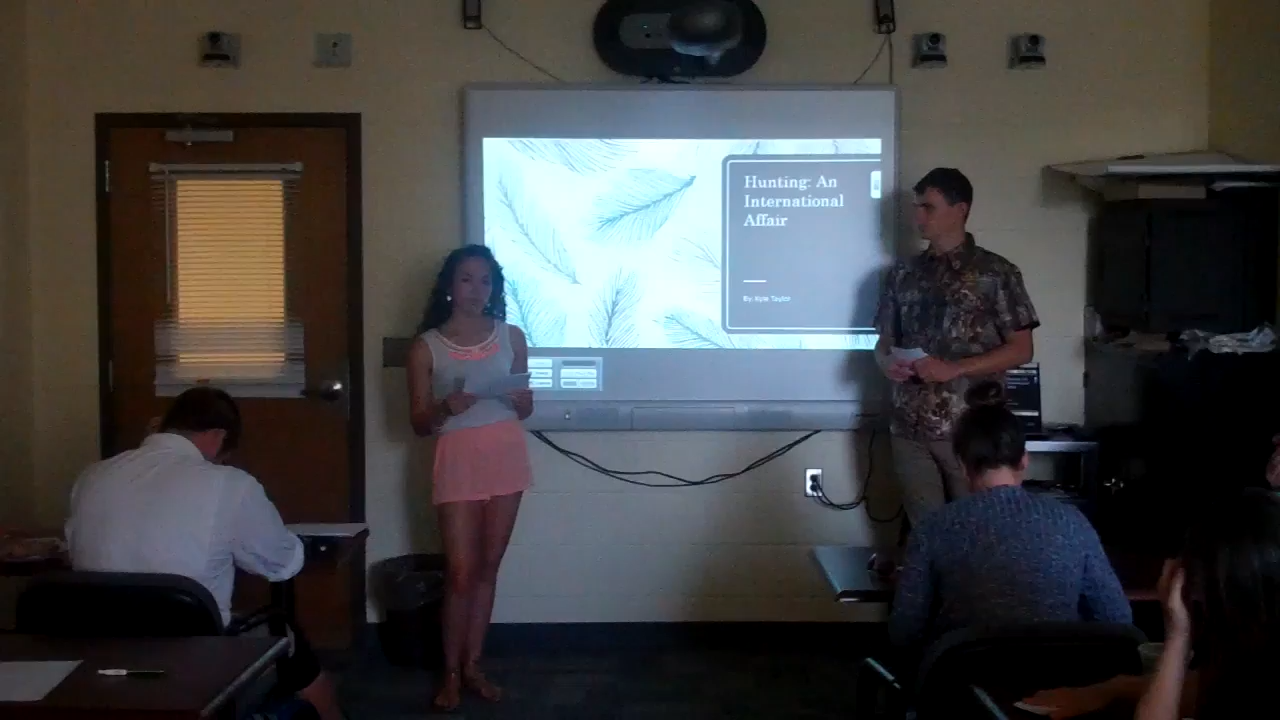 Hunting: An
International
Affair
By: Kyle Taylor